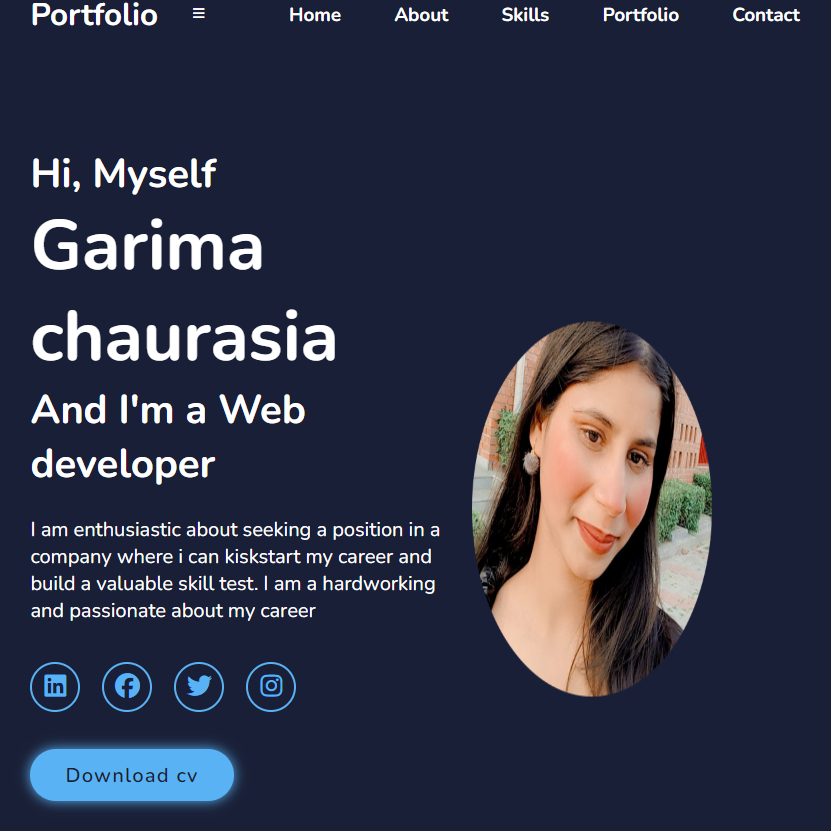 Portfolio ≡ Home About Skills Portfolio Contact
Hi, Myself
Garima
chaurasia
And I'm a Web
developer
I am enthusiastic about seeking a position in a
company where i can kiskstart my career and
build a valuable skill test. I am a hardworking
and passionate about my career
Download cv